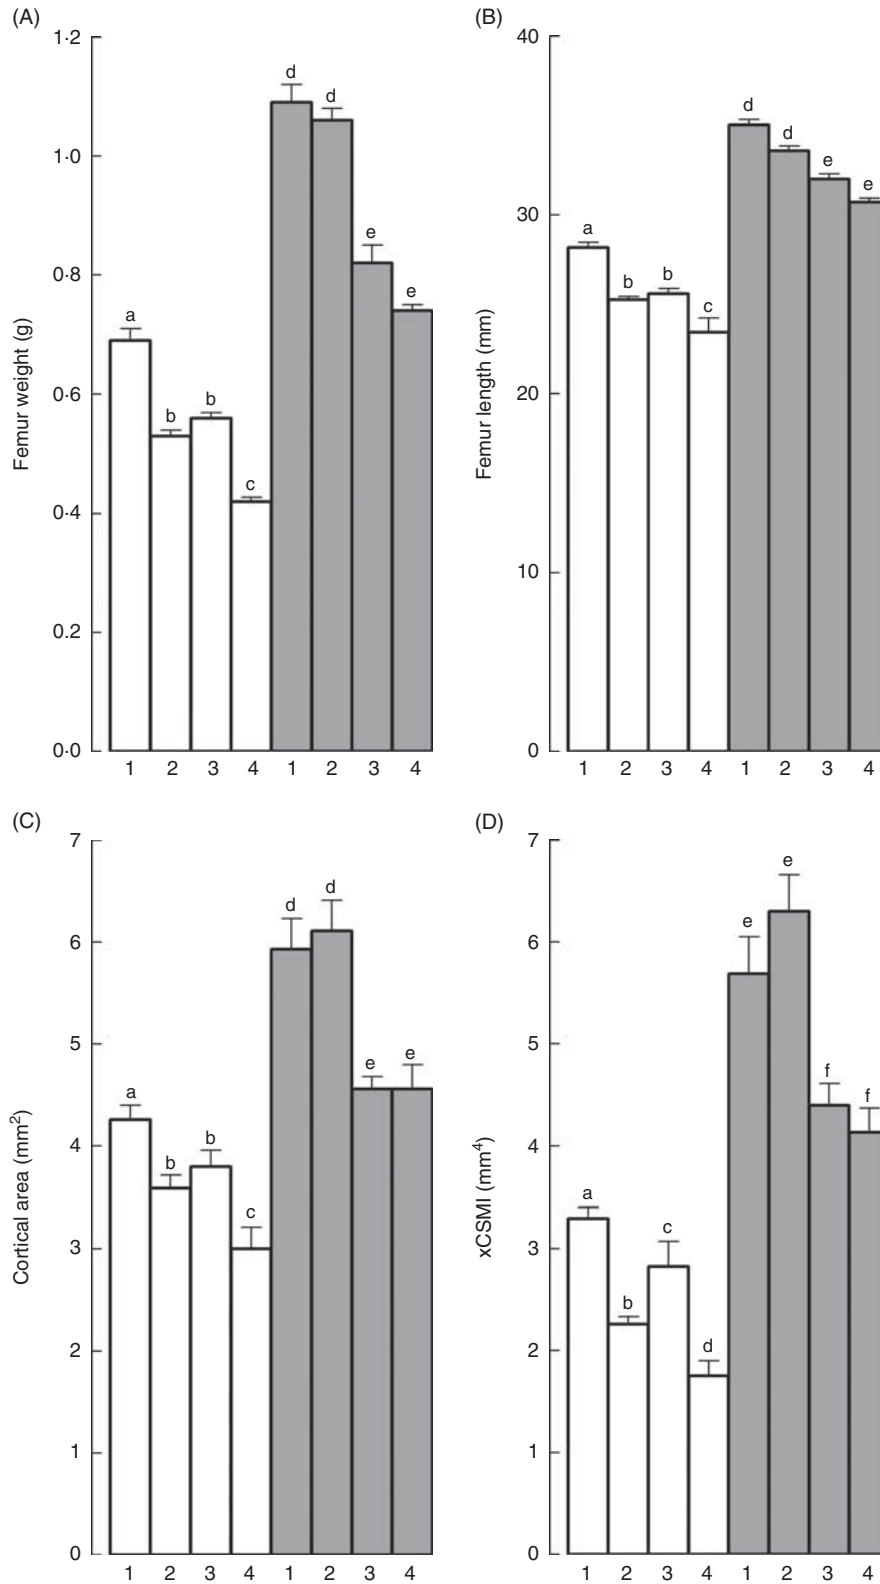 (A)
1·2
1·0
0·8
0·6
0·4
0·2
0·0
Femur weight (g)
a
b
b
c
d
d
e
e
1 2 3 4 1 2 3 4
(B)
40
30
20
10
0
Femur length (mm)
a
b
b
c
d
d
e
e
1 2 3 4 1 2 3 4
(C)
7
6
5
4
3
2
1
0
Cortical area (mm²)
a
b
b
c
d
d
e
e
1 2 3 4 1 2 3 4
(D)
7
6
5
4
3
2
1
0
xCSMI (mm⁴)
a
b
c
d
e
e
f
f
1 2 3 4 1 2 3 4